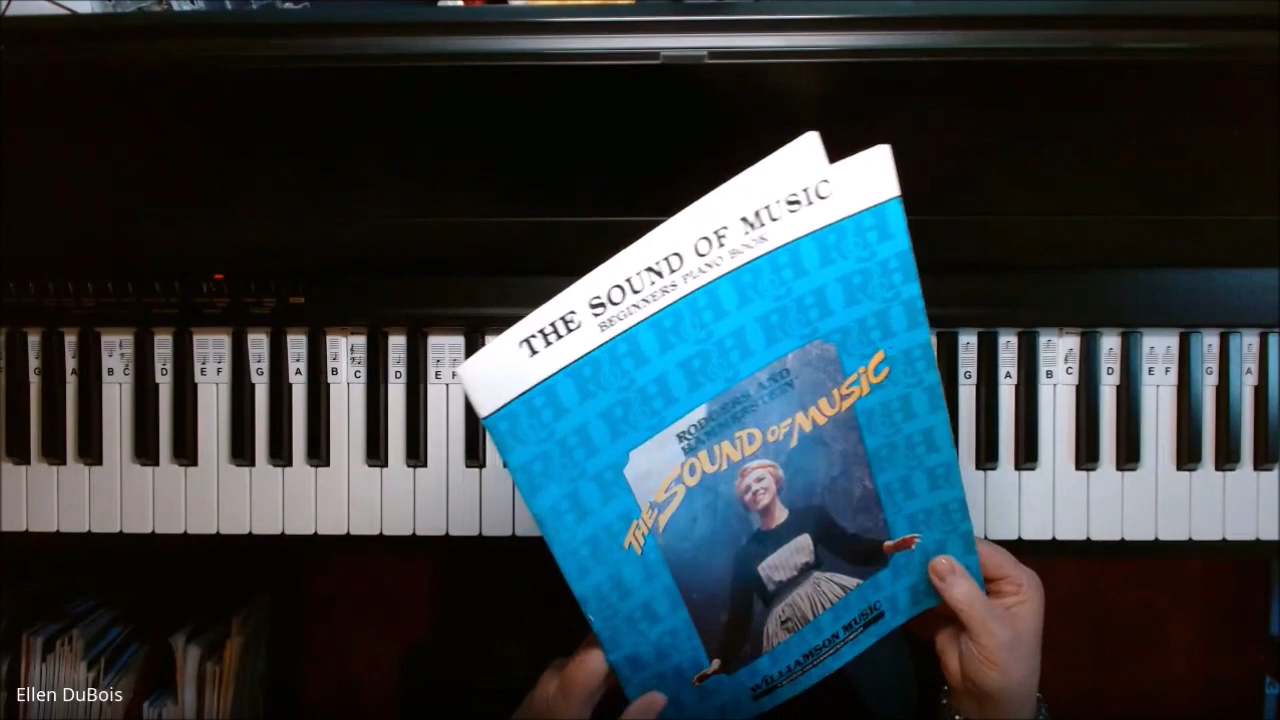 THE SOUND OF MUSIC
BEGINNERS PIANO BOOK
RODGERS AND
HAMMERSTEIN
THE SOUND OF MUSIC
WILLIAMSON MUSIC
G A B C D E F G A B C D E F
G A B C D E F G A
Ellen DuBois